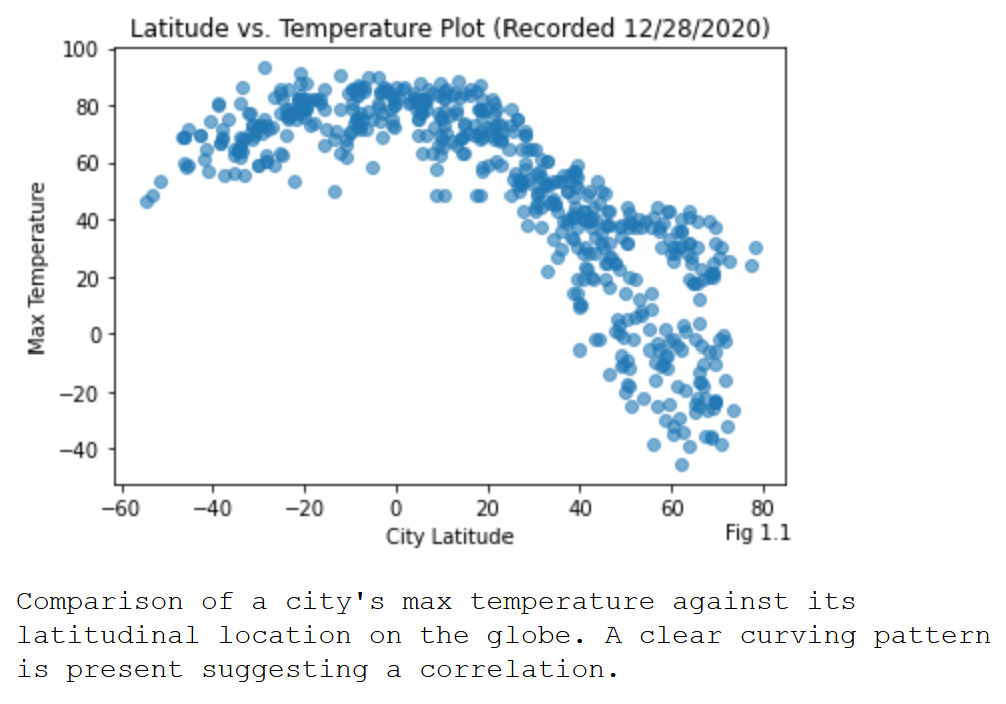 Latitude vs. Temperature Plot (Recorded 12/28/2020)
100
80
60
40
20
0
−20
−40
Max Temperature
−60 −40 −20 0 20 40 60 80
City Latitude
Fig 1.1
Comparison of a city's max temperature against its
latitudinal location on the globe. A clear curving pattern
is present suggesting a correlation.